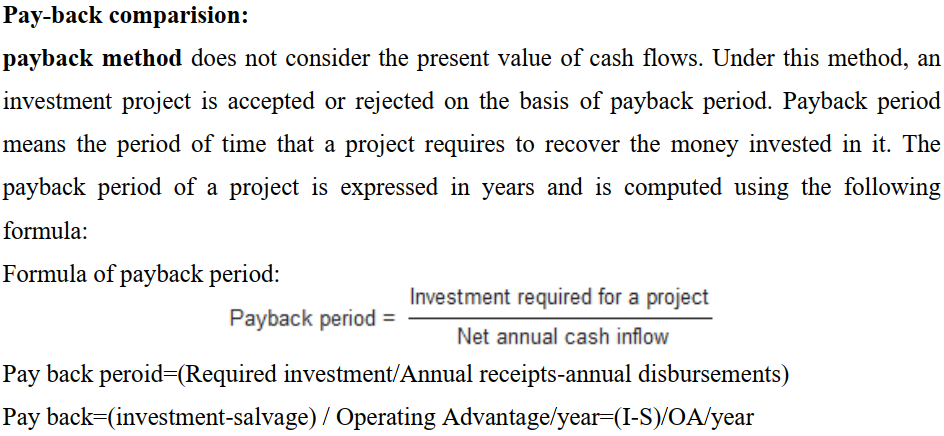 Pay-back comparision:
payback method does not consider the present value of cash flows. Under this method, an
investment project is accepted or rejected on the basis of payback period. Payback period
means the period of time that a project requires to recover the money invested in it. The
payback period of a project is expressed in years and is computed using the following
formula:
Formula of payback period:
Payback period = Investment required for a project / Net annual cash inflow
Pay back peroid=(Required investment/Annual receipts-annual disbursements)
Pay back=(investment-salvage) / Operating Advantage/year=(I-S)/OA/year